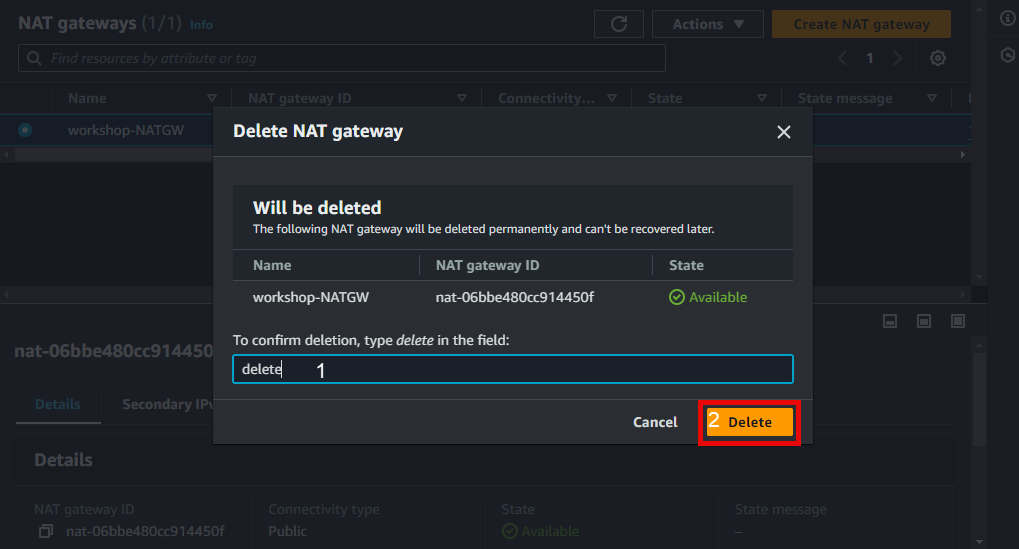 NAT gateways (1/1) Info
Actions
Create NAT gateway
Find resources by attribute or tag
1
Name
NAT gateway ID
Connectivity...
State
State message
workshop-NATGW
Delete NAT gateway
Will be deleted
The following NAT gateway will be deleted permanently and can't be recovered later.
Name
NAT gateway ID
State
workshop-NATGW
nat-06bbe480cc914450f
Available
To confirm deletion, type delete in the field:
delete
1
Cancel
2
Delete
nat-06bbe480cc914450
Details
Secondary IPv
Details
NAT gateway ID
Connectivity type
State
State message
nat-06bbe480cc914450f
Public
Available
–